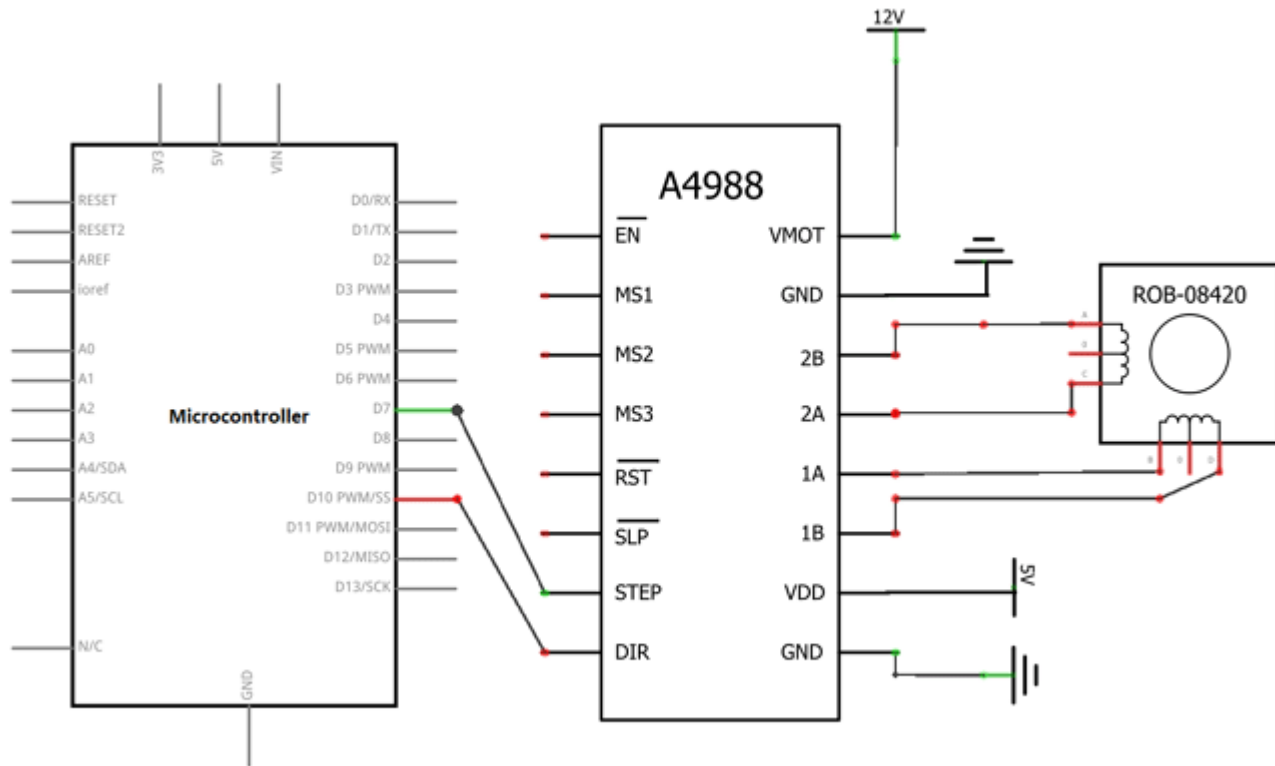 12V
3V3
5V
VIN
RESET
RESET2
AREF
ioref
A0
A1
A2
A3
A4/SDA
A5/SCL
N/C
GND
Microcontroller
D0/RX
D1/TX
D2
D3 PWM
D4
D5 PWM
D6 PWM
D7
D8
D9 PWM
D10 PWM/SS
D11 PWM/MOSI
D12/MISO
D13/SCK
A4988
EN
MS1
MS2
MS3
RST
SLP
STEP
DIR
VMOT
GND
2B
2A
1A
1B
VDD
GND
5V
ROB-08420
A
C
B
D